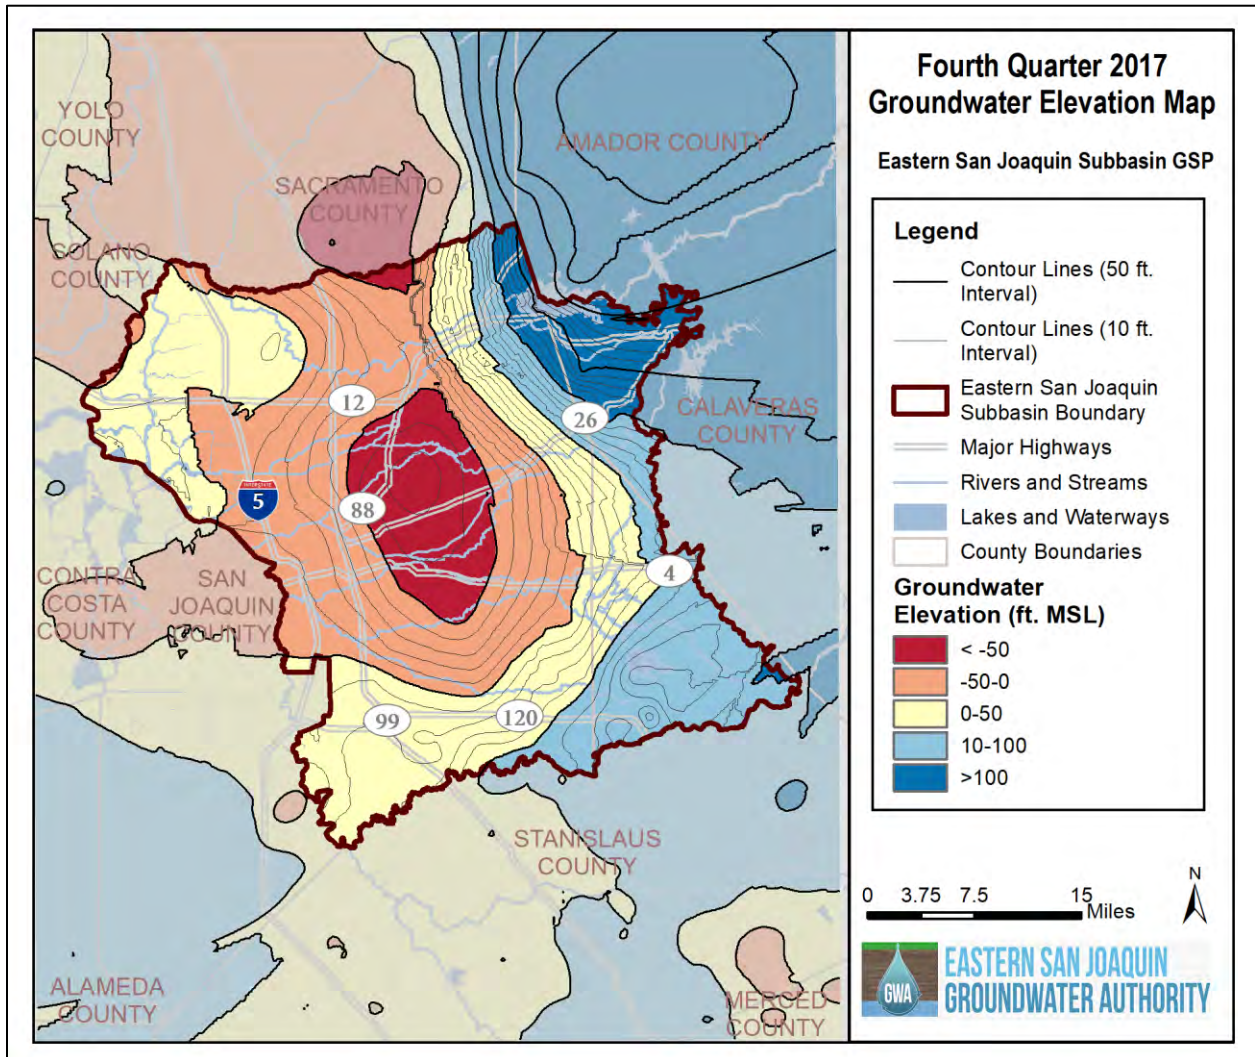 Fourth Quarter 2017
Groundwater Elevation Map
Eastern San Joaquin Subbasin GSP
Legend
Contour Lines (50 ft.
Interval)
Contour Lines (10 ft.
Interval)
Eastern San Joaquin
Subbasin Boundary
Major Highways
Rivers and Streams
Lakes and Waterways
County Boundaries
Groundwater
Elevation (ft. MSL)
< -50
-50-0
0-50
10-100
>100
0 3.75 7.5 15
Miles
N
GWA
EASTERN SAN JOAQUIN
GROUNDWATER AUTHORITY
YOLO
COUNTY
AMADOR COUNTY
SACRAMENTO
COUNTY
SOLANO
COUNTY
12
26
CALAVERAS
COUNTY
INTERSTATE
5
88
4
CONTRA
COSTA
COUNTY
SAN
JOAQUIN
COUNTY
99
120
STANISLAUS
COUNTY
ALAMEDA
COUNTY
MERCED
COUNTY